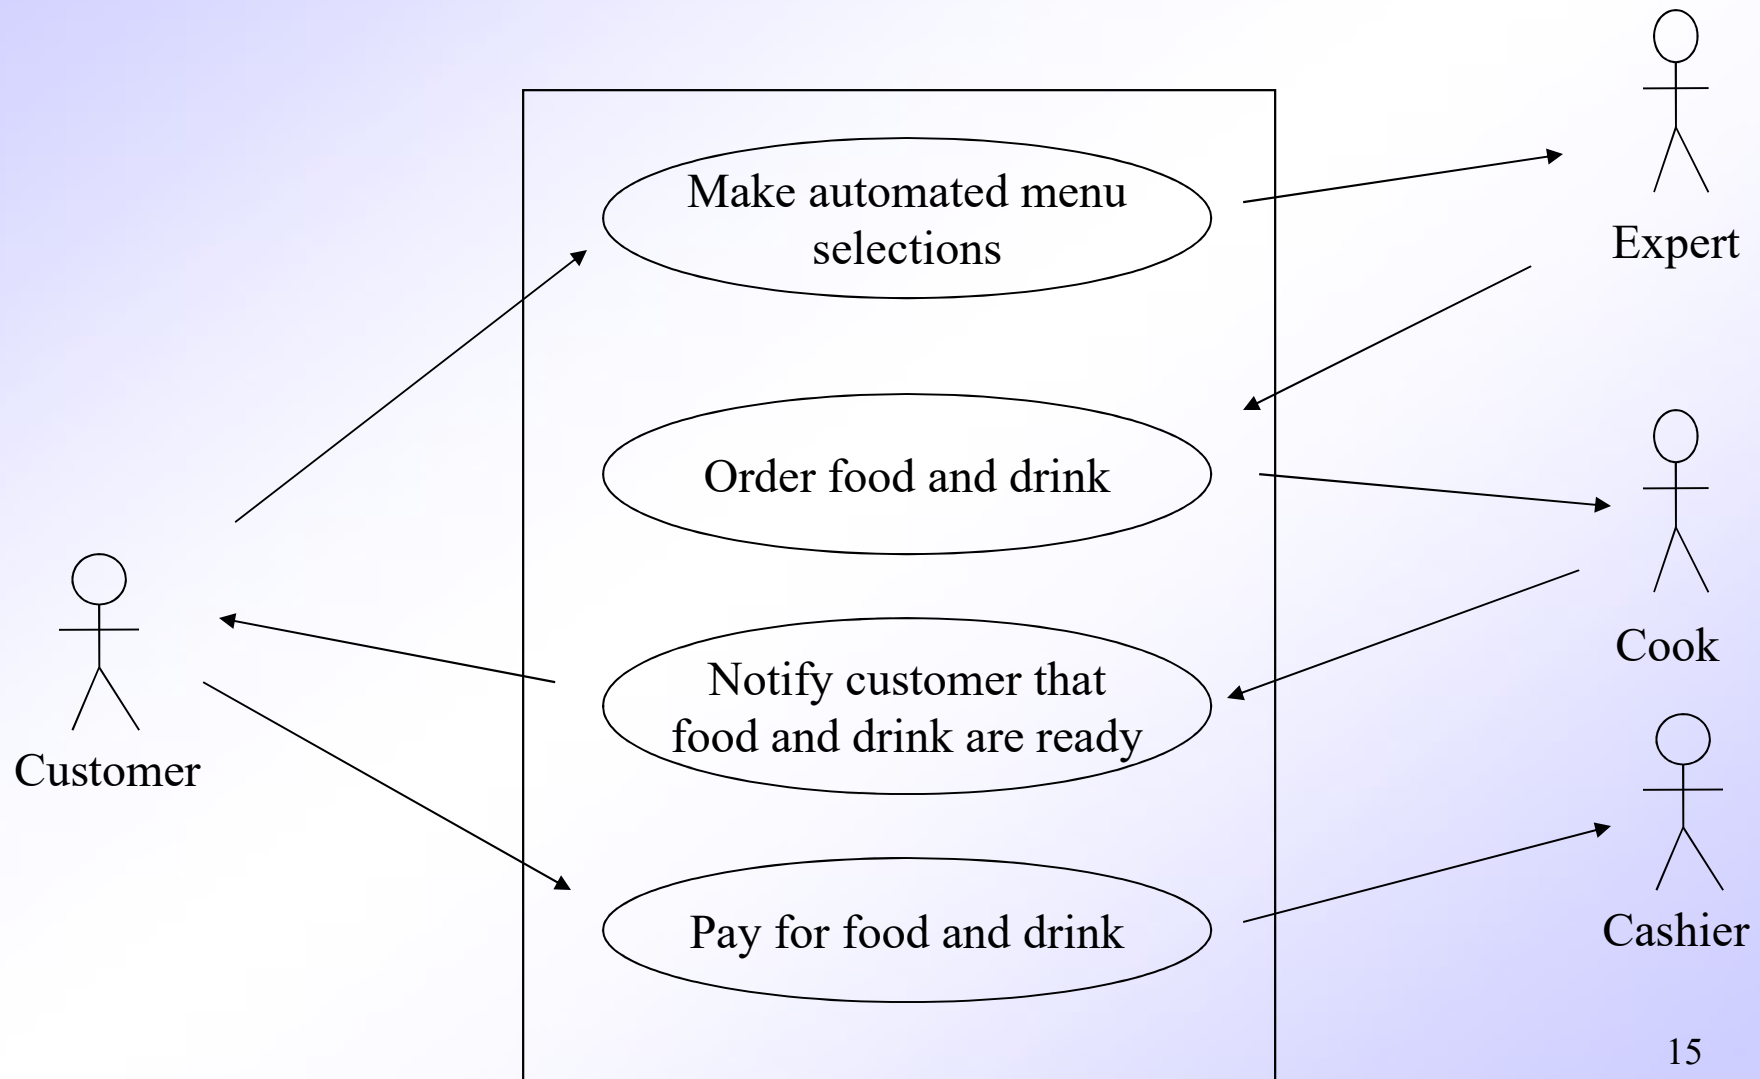 Make automated menu
selections
Expert
Order food and drink
Cook
Notify customer that
food and drink are ready
Customer
Pay for food and drink
Cashier
15